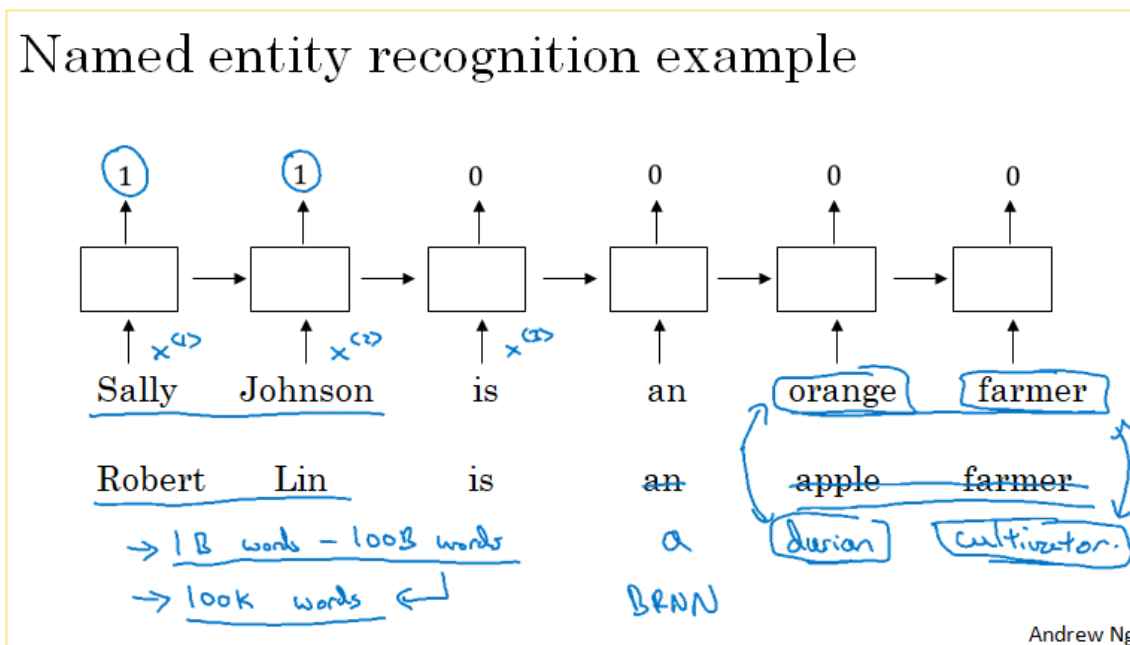 Named entity recognition example
1 1 0 0 0 0
x<1> x<2> x<3>
Sally Johnson is an orange farmer
Robert Lin is an apple farmer
→ 1B words - 100B words a durian cultivator.
→ 100K words BRNN
Andrew Ng